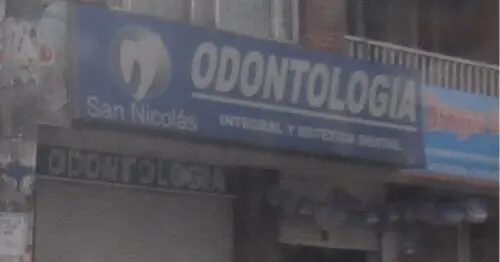 ODONTOLOGIA
San Nicolás
INTEGRAL Y ESTETICA DENTAL
ODONTOLOGIA